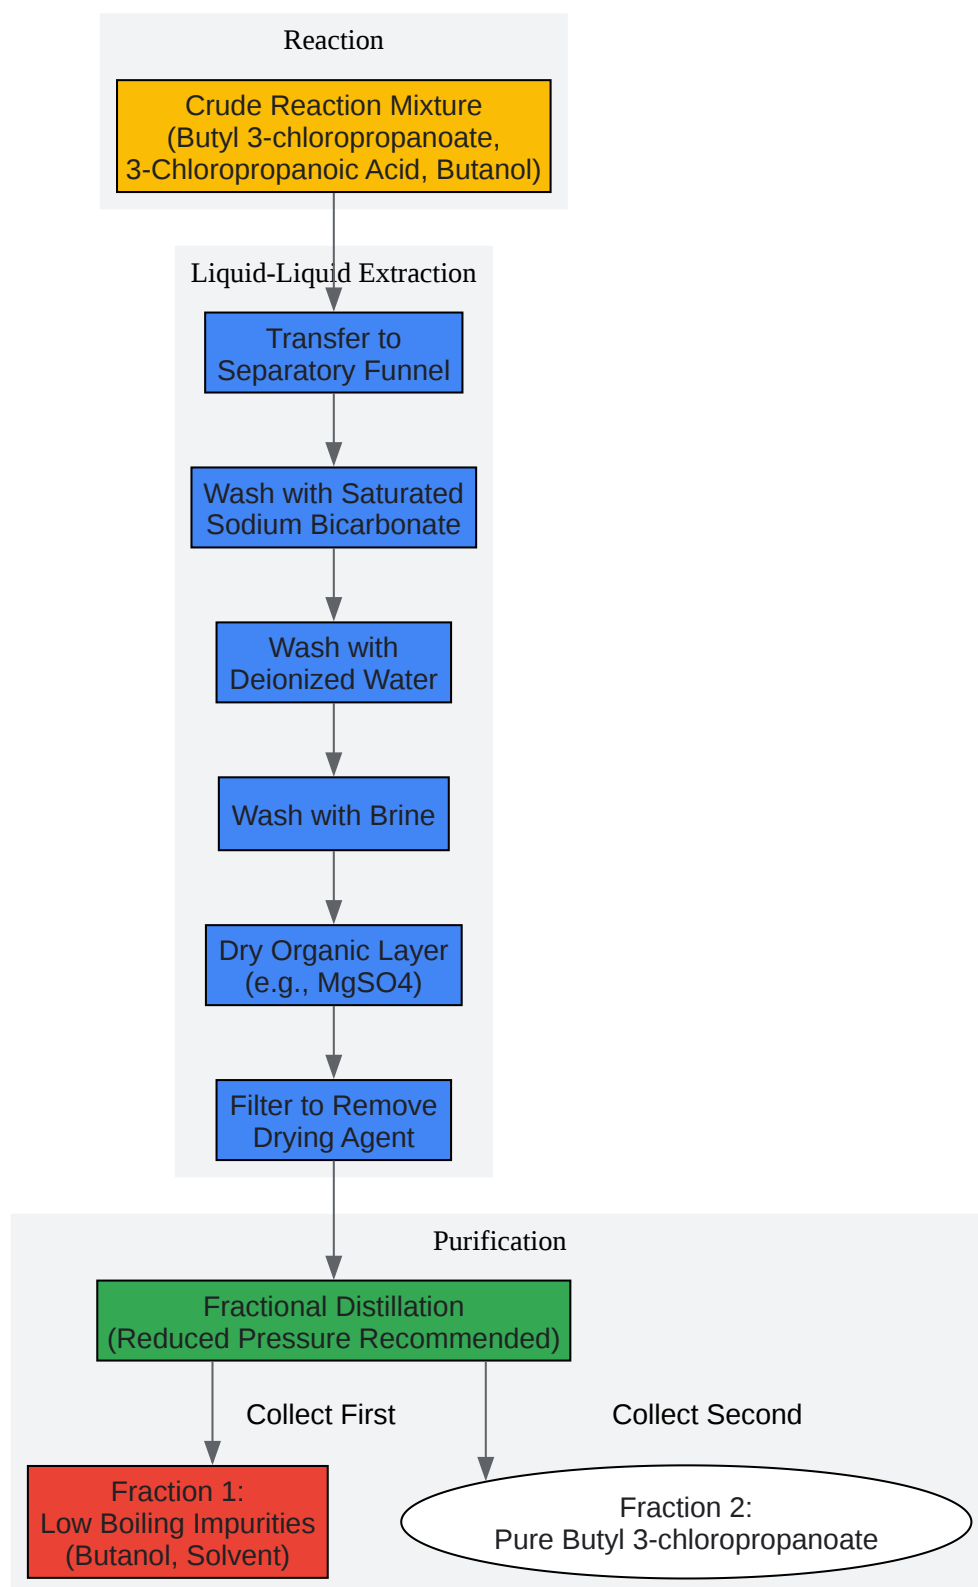 Reaction
Crude Reaction Mixture
(Butyl 3-chloropropanoate,
3-Chloropropanoic Acid, Butanol)
Liquid-Liquid Extraction
Transfer to
Separatory Funnel
Wash with Saturated
Sodium Bicarbonate
Wash with
Deionized Water
Wash with Brine
Dry Organic Layer
(e.g., MgSO4)
Filter to Remove
Drying Agent
Purification
Fractional Distillation
(Reduced Pressure Recommended)
Collect First
Collect Second
Fraction 1:
Low Boiling Impurities
(Butanol, Solvent)
Fraction 2:
Pure Butyl 3-chloropropanoate